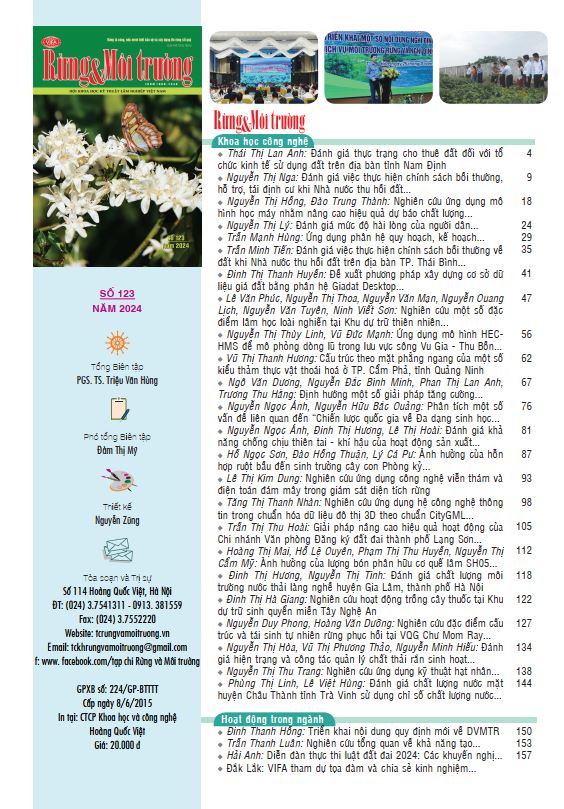 Rừng&Môi trường
HỘI KHOA HỌC KỸ THUẬT LÂM NGHIỆP VIỆT NAM
Số 123
Năm 2024
SỐ 123
NĂM 2024
Tổng Biên tập
PGS. TS. Triệu Văn Hùng
Phó tổng Biên tập
Đàm Thị Mỹ
Thiết kế
Nguyễn Zũng
Tòa soạn và Trị sự
Số 114 Hoàng Quốc Việt, Hà Nội
ĐT: (024) 3.7541311 - 0913. 381559
Fax: (024) 3.7552220
Website: tcrungvamoitruong.vn
Email: tckhrungvamoitruong@gmail.com
f: www. facebook.com/tạp chí Rừng và Môi trường
GPXB số: 224/GP-BTTTT
Cấp ngày 8/6/2015
In tại: CTCP Khoa học và công nghệ
Hoàng Quốc Việt
Giá: 20.000 đ
Rừng&Môi trường
Khoa học công nghệ
Thái Thị Lan Anh: Đánh giá thực trạng cho thuê đất đối với tổ 4
chức kinh tế sử dụng đất trên địa bàn tỉnh Nam Định
Nguyễn Thị Nga: Đánh giá việc thực hiện chính sách bồi thường, 9
hỗ trợ, tái định cư khi Nhà nước thu hồi đất...
Nguyễn Thị Hồng, Đào Trung Thành: Nghiên cứu ứng dụng mô 18
hình học máy nhằm nâng cao hiệu quả dự báo chất lượng...
Nguyễn Thị Lý: Đánh giá mức độ hài lòng của người dân... 24
Trần Mạnh Hùng: Ứng dụng phân hệ quy hoạch, kế hoạch... 29
Trần Minh Tiến: Đánh giá việc thực hiện chính sách bồi thường về 35
đất khi Nhà nước thu hồi đất trên địa bàn TP. Thái Bình...
Đinh Thị Thanh Huyền: Đề xuất phương pháp xây dựng cơ sở dữ 41
liệu giá đất bằng phân hệ Giadat Desktop...
Lê Văn Phúc, Nguyễn Thị Thoa, Nguyễn Văn Mạn, Nguyễn Quang 47
Lịch, Nguyễn Văn Tuyên, Ninh Viết Sơn: Nghiên cứu một số đặc
điểm lâm học loài nghiến tại Khu dự trữ thiên nhiên...
Nguyễn Thị Thùy Linh, Vũ Đức Mạnh: Ứng dụng mô hình HEC- 56
HMS để mô phỏng dòng lũ trong lưu vực sông Vu Gia - Thu Bồn...
Vũ Thị Thanh Hương: Cấu trúc theo mặt phẳng ngang của một số 62
kiểu thảm thực vật thoái hoá ở TP. Cẩm Phả, tỉnh Quảng Ninh
Ngô Văn Dương, Nguyễn Đắc Bình Minh, Phan Thị Lan Anh, 67
Trương Thu Hằng: Định hướng một số giải pháp tăng cường...
Nguyễn Ngọc Ánh, Nguyễn Hữu Bắc Quảng: Phân tích một số 76
vấn đề liên quan đến "Chiến lược quốc gia về Đa dạng sinh học...
Nguyễn Ngọc Ánh, Đinh Thị Hương, Lê Thị Hoài: Đánh giá khả 81
năng chống chịu thiên tai - khí hậu của hoạt động sản xuất...
Hồ Ngọc Sơn, Đào Hồng Thuận, Lý Cá Pư: Ảnh hưởng của hỗn 87
hợp ruột bầu đến sinh trưởng cây con Phòng kỷ...
Lê Thị Kim Dung: Nghiên cứu ứng dụng công nghệ viễn thám và 93
điện toán đám mây trong giám sát diện tích rừng
Tăng Thị Thanh Nhàn: Nghiên cứu ứng dụng hệ công nghệ thông 98
tin trong chuẩn hóa dữ liệu đô thị 3D theo chuẩn CityGML...
Trần Thị Thu Hoài: Giải pháp nâng cao hiệu quả hoạt động của 105
Chi nhánh Văn phòng Đăng ký đất đai thành phố Lạng Sơn...
Hoàng Thị Mai, Hồ Lệ Quyên, Phạm Thị Thu Huyền, Nguyễn Thị 112
Cẩm Mỹ: Ảnh hưởng của lượng bón phân hữu cơ quế lâm SH05...
Đinh Thị Hương, Nguyễn Thị Tình: Đánh giá chất lượng môi 118
trường nước thải làng nghề huyện Gia Lâm, thành phố Hà Nội
Đinh Thị Hà Giang: Nghiên cứu hoạt động trồng cây thuốc tại Khu 122
dự trữ sinh quyển miền Tây Nghệ An
Nguyễn Duy Phong, Hoàng Văn Dưỡng: Nghiên cứu đặc điểm cấu 127
trúc và tái sinh tự nhiên rừng phục hồi tại VQG Chư Mom Ray...
Nguyễn Thị Hòa, Vũ Thị Phương Thảo, Nguyễn Minh Hiếu: Đánh 134
giá hiện trạng và công tác quản lý chất thải rắn sinh hoạt...
Nguyễn Thị Thu Trang: Nghiên cứu ứng dụng kỹ thuật hạt nhân... 138
Phùng Thị Linh, Lê Việt Hùng: Đánh giá chất lượng nước mặt 144
huyện Châu Thành tỉnh Trà Vinh sử dụng chỉ số chất lượng nước...
Hoạt động trong ngành
Đinh Thanh Hồng: Triển khai nội dung quy định mới về DVMTR 150
Trần Thanh Luân: Nghiên cứu tổng quan về khả năng tạo... 153
Hải Anh: Diễn đàn thực thi luật đất đai 2024: Các khuyến nghị... 157
Đắk Lắk: VIFA tham dự tọa đàm và chia sẻ kinh nghiệm...